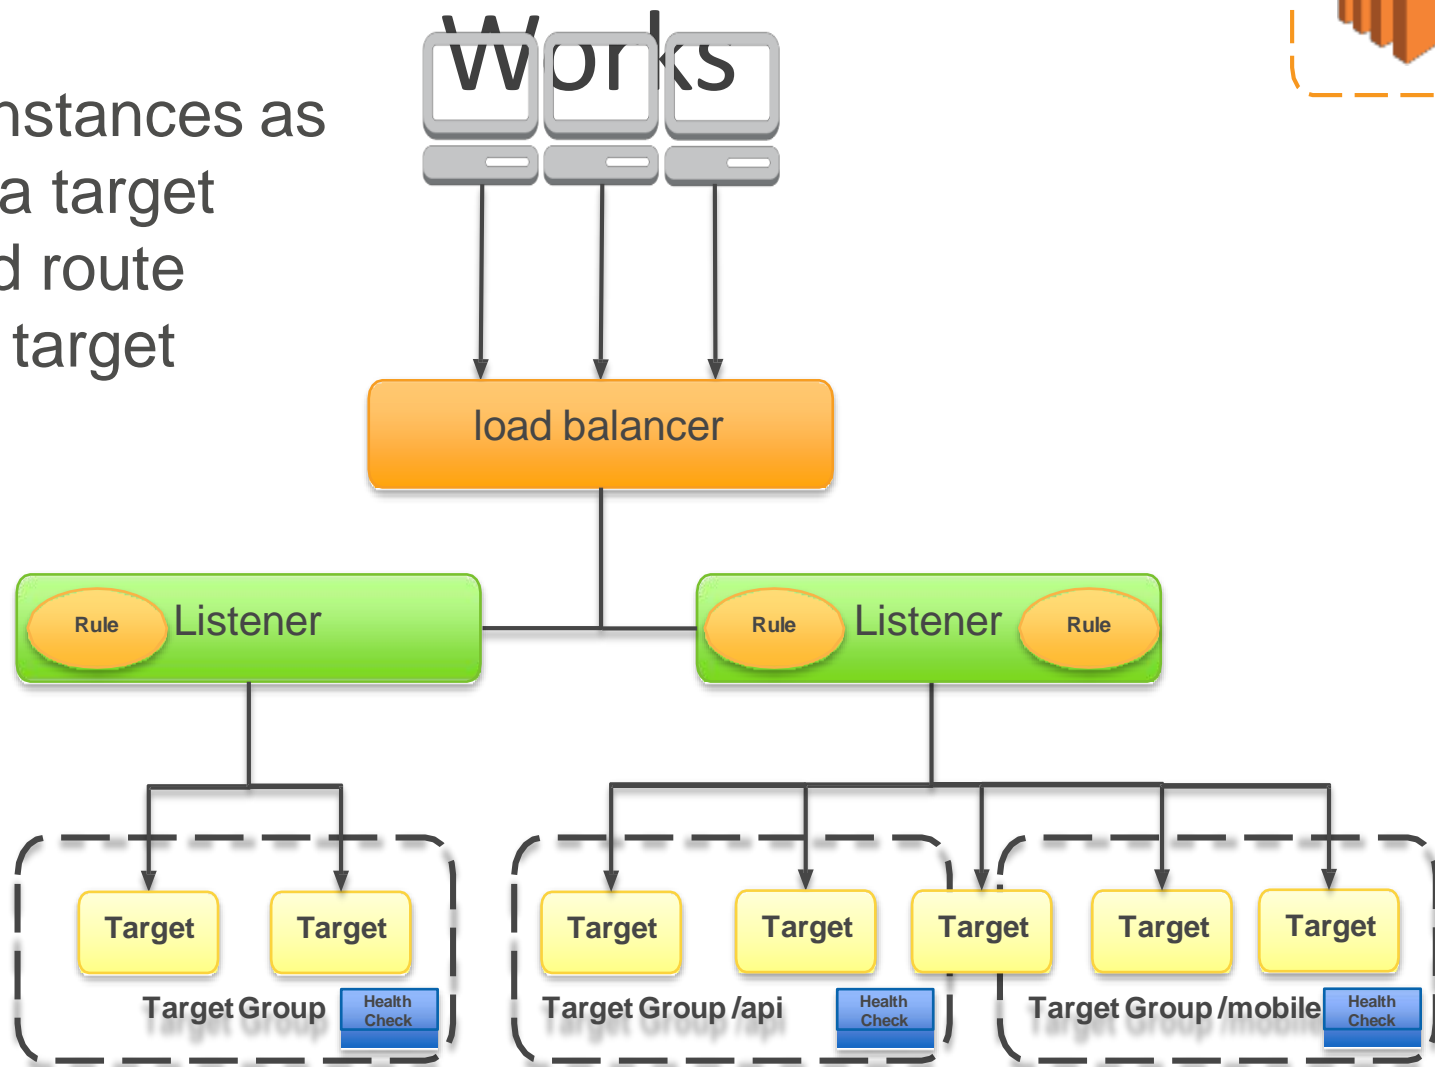 Works
nstances as
a target
d route
target
load balancer
Rule Listener
Rule Listener Rule
Target Target Target Target Target Target Target
Target Group Health Check
Target Group /api Health Check
Target Group /mobile Health Check